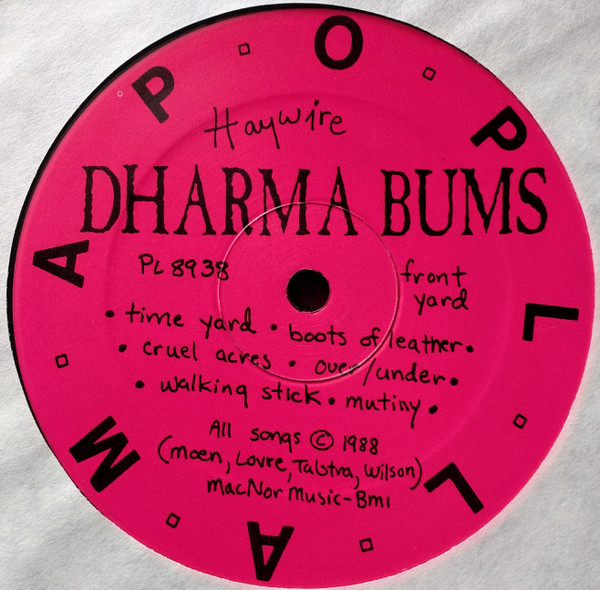 POPLLAMA
Haywire
DHARMA BUMS
PL 8938
front
yard
• time yard • boots of leather •
• cruel acres • over/under •
• walking stick • mutiny •
All songs © 1988
(moen, Lovre, Talstra, Wilson)
MacNor Music-BMI